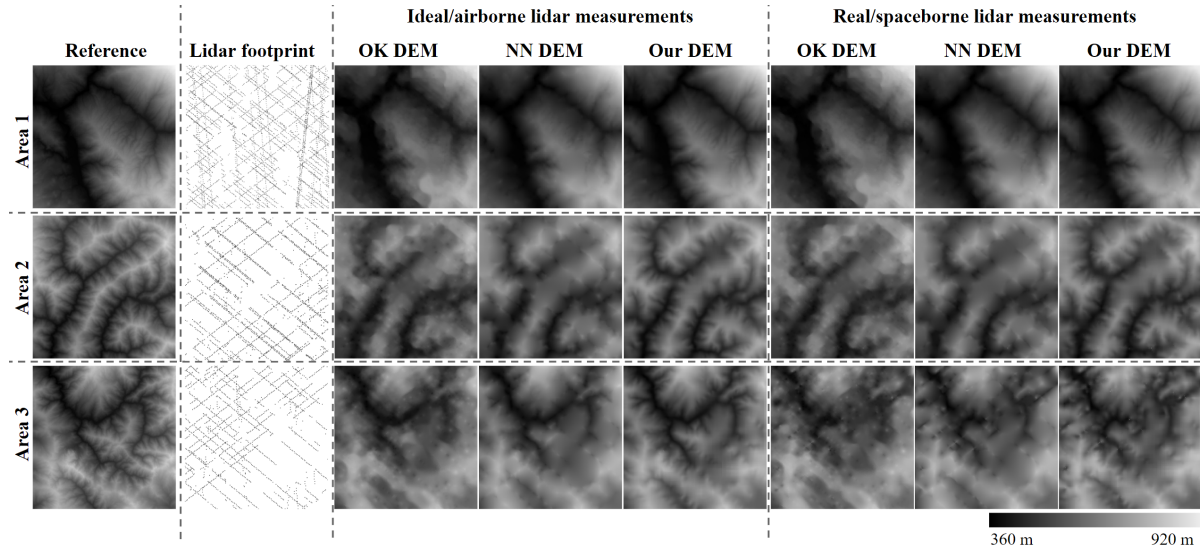 Ideal/airborne lidar measurements
Real/spaceborne lidar measurements
Reference
Lidar footprint
OK DEM
NN DEM
Our DEM
OK DEM
NN DEM
Our DEM
Area 1
Area 2
Area 3
360 m
920 m